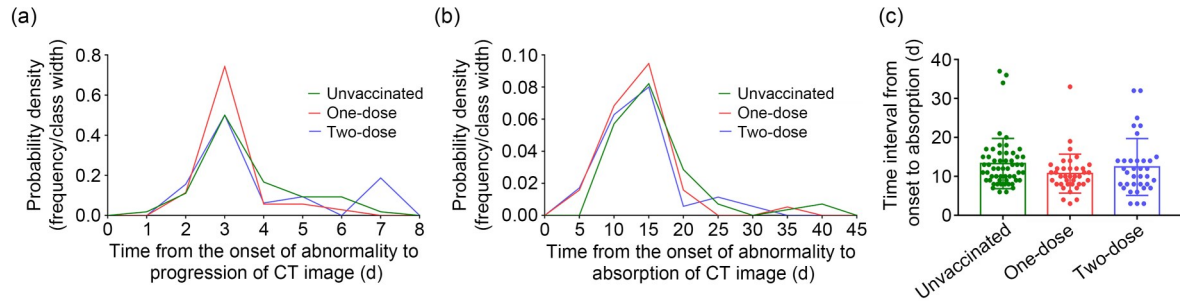 (a)
Probability density
(frequency/class width)
0.8
0.6
0.4
0.2
0.0
0 1 2 3 4 5 6 7 8
Time from the onset of abnormality to
progression of CT image (d)
Unvaccinated
One-dose
Two-dose
(b)
Probability density
(frequency/class width)
0.10
0.08
0.06
0.04
0.02
0.00
0 5 10 15 20 25 30 35 40 45
Time from the onset of abnormality to
absorption of CT image (d)
Unvaccinated
One-dose
Two-dose
(c)
Time interval from
onset to absorption (d)
40
30
20
10
0
Unvaccinated
One-dose
Two-dose